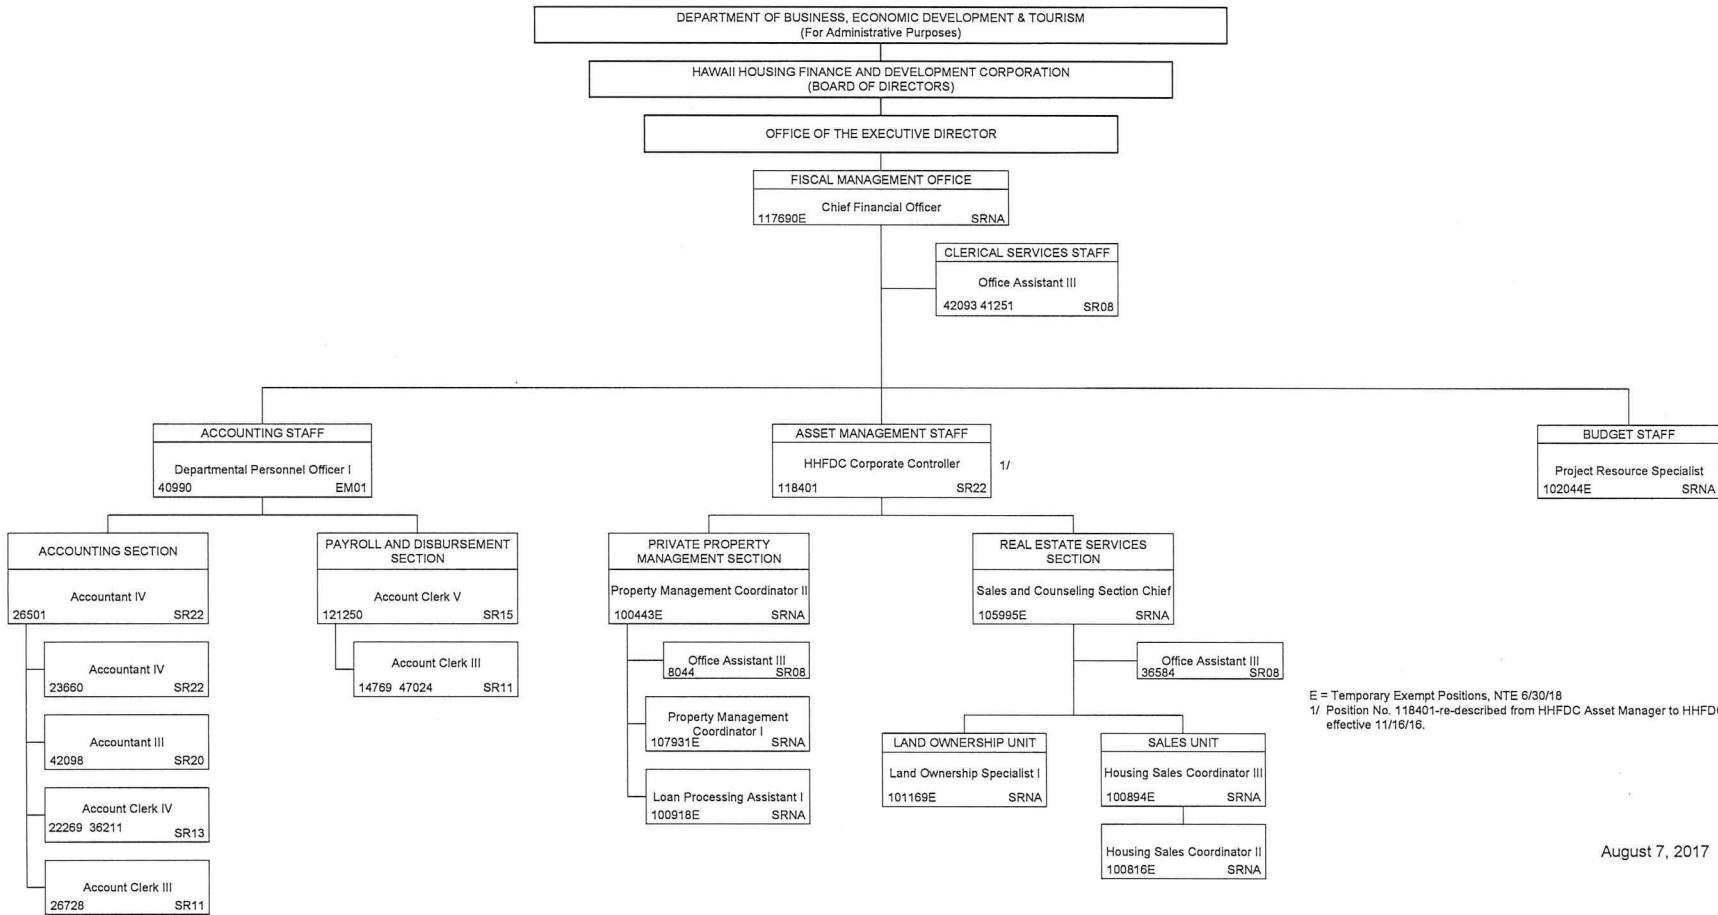 DEPARTMENT OF BUSINESS, ECONOMIC DEVELOPMENT & TOURISM
(For Administrative Purposes)
HAWAII HOUSING FINANCE AND DEVELOPMENT CORPORATION
(BOARD OF DIRECTORS)
OFFICE OF THE EXECUTIVE DIRECTOR
FISCAL MANAGEMENT OFFICE
Chief Financial Officer
117690E SRNA
CLERICAL SERVICES STAFF
Office Assistant III
42093 41251 SR08
ACCOUNTING STAFF
Departmental Personnel Officer I
40990 EM01
ASSET MANAGEMENT STAFF
HHFDC Corporate Controller 1/
118401 SR22
BUDGET STAFF
Project Resource Specialist
102044E SRNA
ACCOUNTING SECTION
Accountant IV
26501 SR22
Accountant IV
23660 SR22
Accountant III
42098 SR20
Account Clerk IV
22269 36211 SR13
Account Clerk III
26728 SR11
PAYROLL AND DISBURSEMENT
SECTION
Account Clerk V
121250 SR15
Account Clerk III
14769 47024 SR11
PRIVATE PROPERTY
MANAGEMENT SECTION
Property Management Coordinator II
100443E SRNA
Office Assistant III
8044 SR08
Property Management
Coordinator I
107931E SRNA
Loan Processing Assistant I
100918E SRNA
REAL ESTATE SERVICES
SECTION
Sales and Counseling Section Chief
105995E SRNA
Office Assistant III
36584 SR08
LAND OWNERSHIP UNIT
Land Ownership Specialist I
101169E SRNA
SALES UNIT
Housing Sales Coordinator III
100894E SRNA
Housing Sales Coordinator II
100816E SRNA
E = Temporary Exempt Positions, NTE 6/30/18
1/ Position No. 118401-re-described from HHFDC Asset Manager to HHFDC
effective 11/16/16.
August 7, 2017